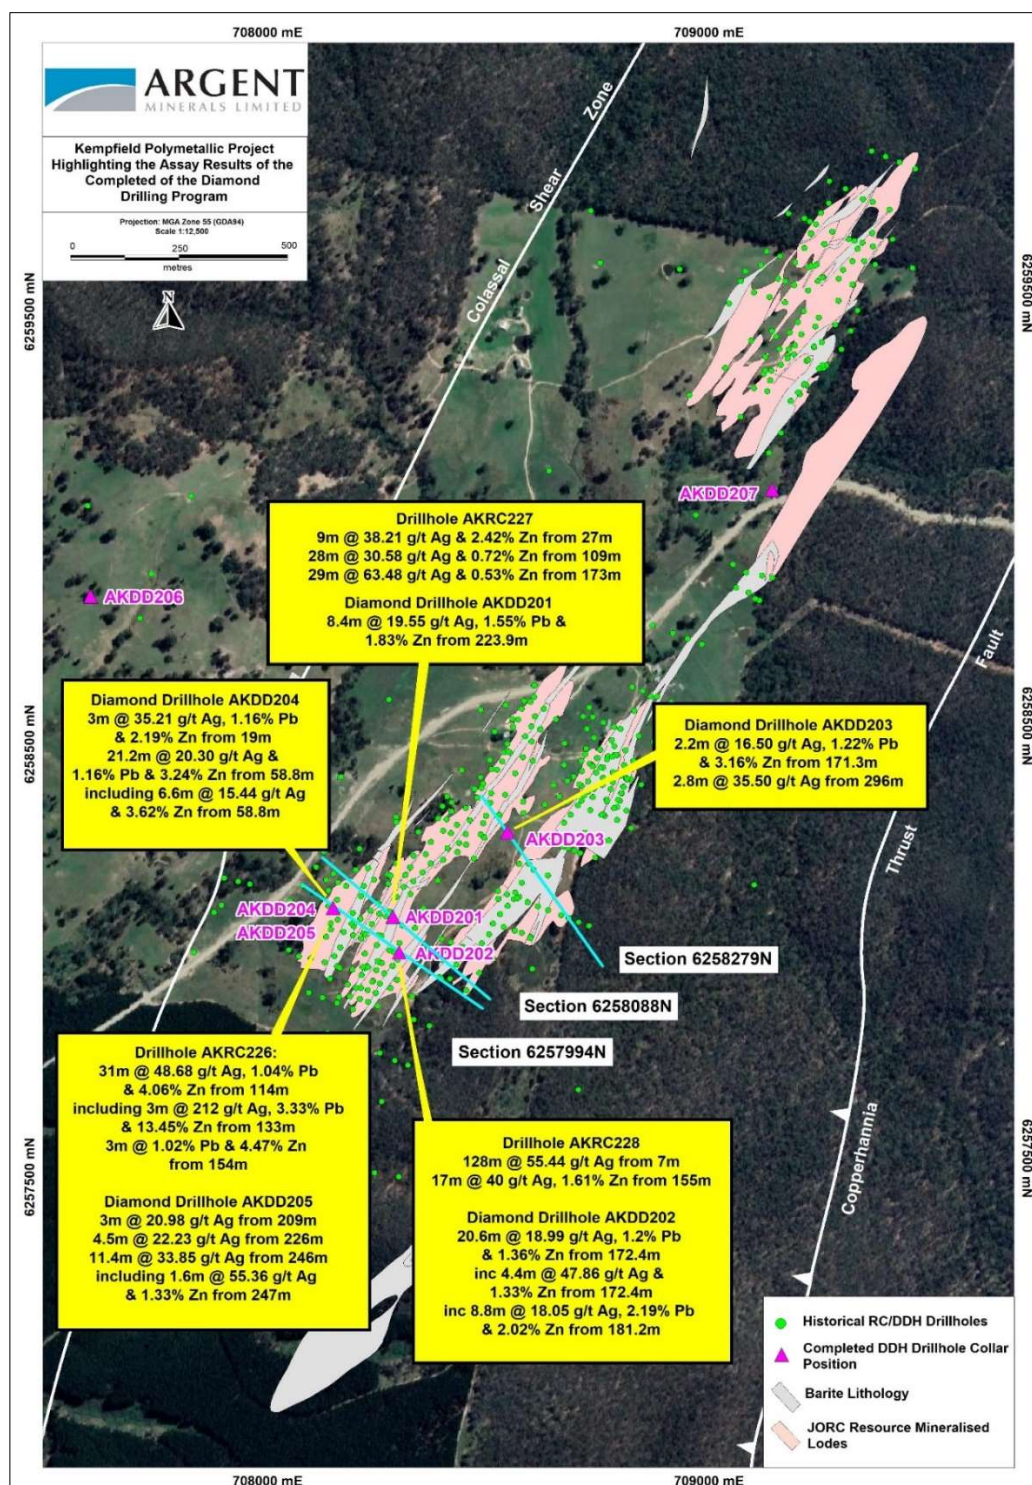 708000 mE
709000 mE
ARGENT
MINERALS LIMITED
Kempfield Polymetallic Project
Highlighting the Assay Results of the
Completed of the Diamond
Drilling Program
Projection: MGA Zone 55 (GDA94)
Scale 1:12,500
0 250 500
metres
N
Colassal Shear Zone
6259500 mN
6259500 mN
AKDD207
AKDD206
Drillhole AKRC227
9m @ 38.21 g/t Ag & 2.42% Zn from 27m
28m @ 30.58 g/t Ag & 0.72% Zn from 109m
29m @ 63.48 g/t Ag & 0.53% Zn from 173m
Diamond Drillhole AKDD201
8.4m @ 19.55 g/t Ag, 1.55% Pb &
1.83% Zn from 223.9m
Diamond Drillhole AKDD204
3m @ 35.21 g/t Ag, 1.16% Pb
& 2.19% Zn from 19m
21.2m @ 20.30 g/t Ag &
1.16% Pb & 3.24% Zn from 58.8m
including 6.6m @ 15.44 g/t Ag
& 3.62% Zn from 58.8m
Diamond Drillhole AKDD203
2.2m @ 16.50 g/t Ag, 1.22% Pb
& 3.16% Zn from 171.3m
2.8m @ 35.50 g/t Ag from 296m
6258500 mN
6258500 mN
AKDD203
AKDD204
AKDD201
AKDD205
AKDD202
Section 6258279N
Section 6258088N
Section 6257994N
Copperhannia Thrust Fault
Drillhole AKRC226:
31m @ 48.68 g/t Ag, 1.04% Pb
& 4.06% Zn from 114m
including 3m @ 212 g/t Ag, 3.33% Pb
& 13.45% Zn from 133m
3m @ 1.02% Pb & 4.47% Zn
from 154m
Diamond Drillhole AKDD205
3m @ 20.98 g/t Ag from 209m
4.5m @ 22.23 g/t Ag from 226m
11.4m @ 33.85 g/t Ag from 246m
including 1.6m @ 55.36 g/t Ag
& 1.33% Zn from 247m
Drillhole AKRC228
128m @ 55.44 g/t Ag from 7m
17m @ 40 g/t Ag, 1.61% Zn from 155m
Diamond Drillhole AKDD202
20.6m @ 18.99 g/t Ag, 1.2% Pb
& 1.36% Zn from 172.4m
inc 4.4m @ 47.86 g/t Ag &
1.33% Zn from 172.4m
inc 8.8m @ 18.05 g/t Ag, 2.19% Pb
& 2.02% Zn from 181.2m
6257500 mN
6257500 mN
Historical RC/DDH Drillholes
Completed DDH Drillhole Collar
Position
Barite Lithology
JORC Resource Mineralised
Lodes
708000 mE
709000 mE